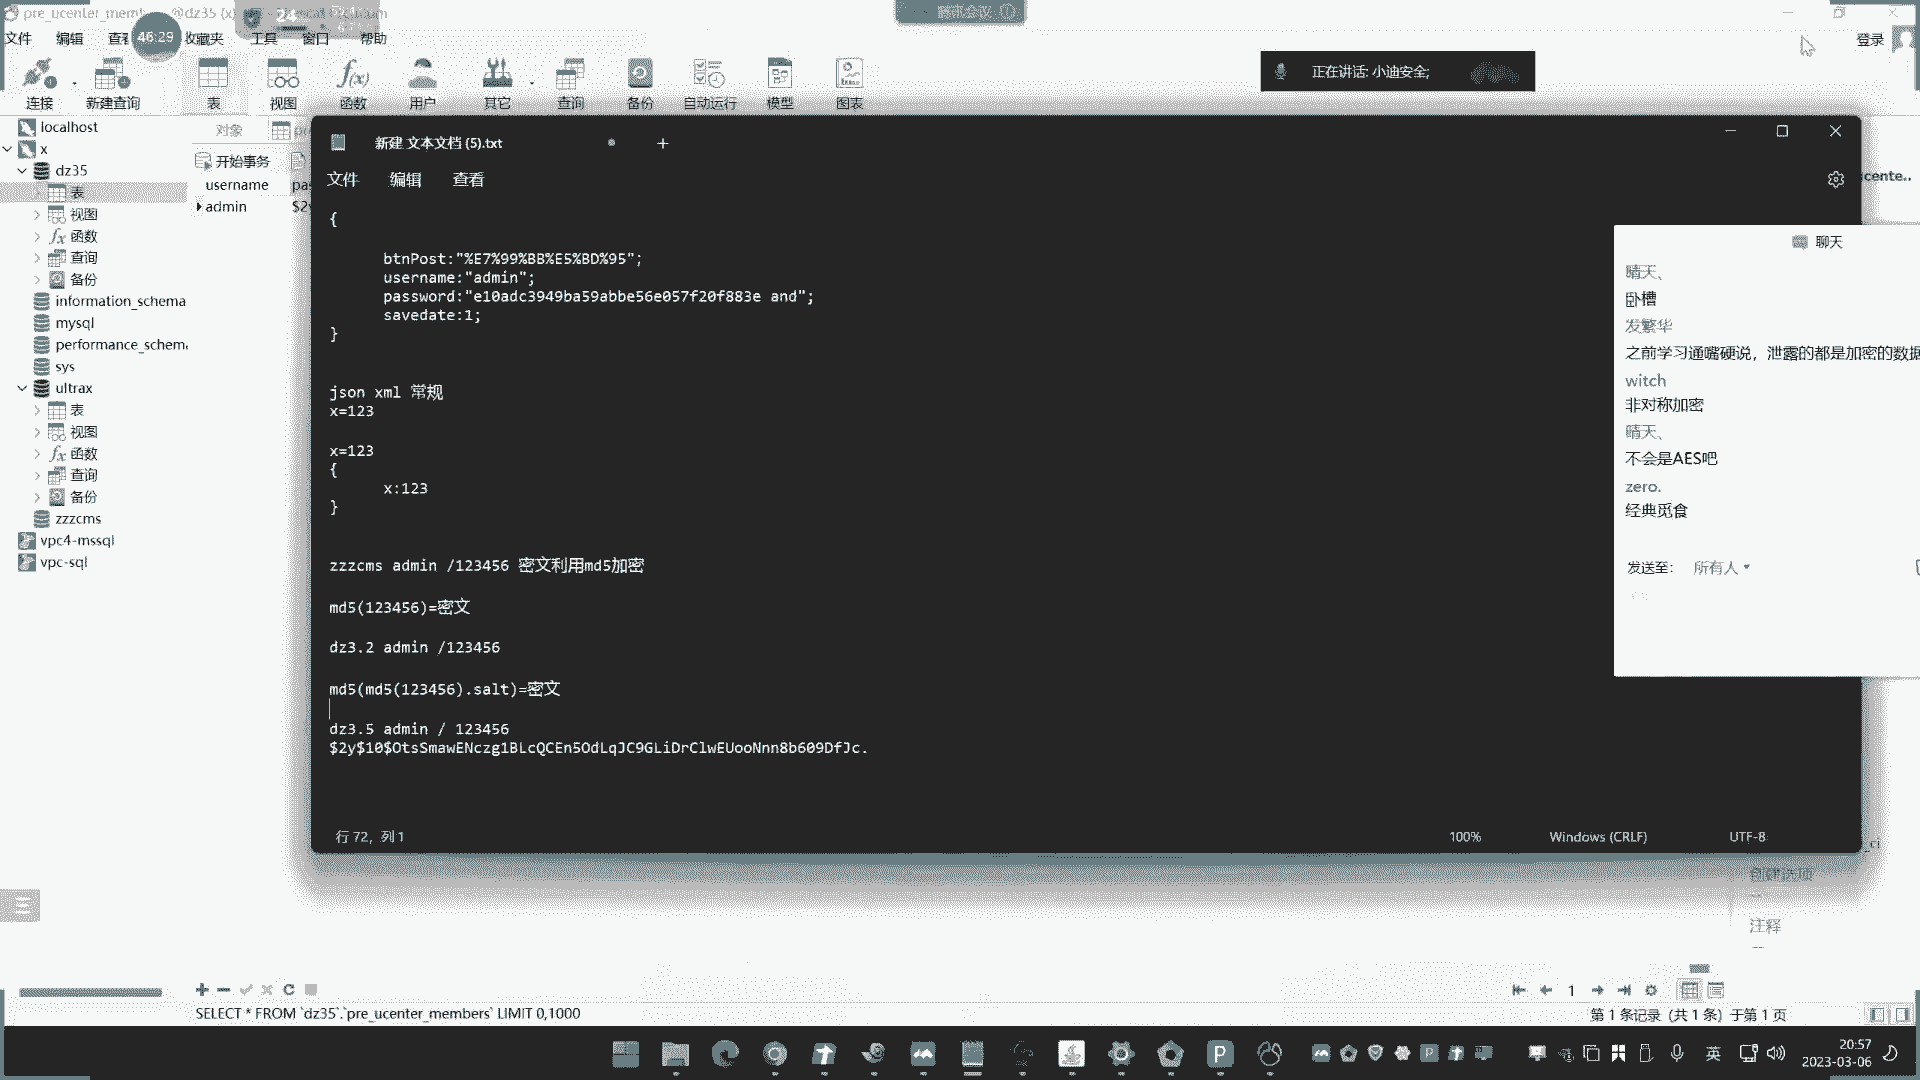 文件 编辑 收藏夹 工具 窗口 帮助
46:29
登录
正在讲话: 小迪安全;
连接 新建查询 表 视图 函数 用户 其它 查询 备份 自动运行 模型 图表
localhost
x
dz35
表
视图
函数
查询
备份
information_schema
mysql
performance_schem
sys
ultrax
表
视图
函数
查询
备份
zzzcms
vpc4-mssql
vpc-sql
对象
开始事务
username
admin
新建 文本文档 (5).txt
文件 编辑 查看
{
btnPost:"%E7%99%BB%E5%BD%95";
username:"admin";
password:"e10adc3949ba59abbe56e057f20f883e and";
savedate:1;
}
json xml 常规
x=123
x=123
{
x:123
}
zzzcms admin /123456 密文利用md5加密
md5(123456)=密文
dz3.2 admin /123456
md5(md5(123456).salt)=密文
dz3.5 admin / 123456
$2y$10$OtsSmawENczg1BLcQCEn5OdLqJC9GLiDrClwEUooNnn8b609DfJc.
行 72，列 1
100%
Windows (CRLF)
UTF-8
聊天
晴天、
卧槽
发繁华
之前学习通嘴硬说，泄露的都是加密的数据
witch
非对称加密
晴天、
不会是AES吧
zero.
经典觅食
发送至: 所有人
创建选项
注释
SELECT * FROM `dz35`.`pre_ucenter_members` LIMIT 0,1000
1
第 1 条记录 (共 1 条) 于第 1 页
英
20:57
2023-03-06